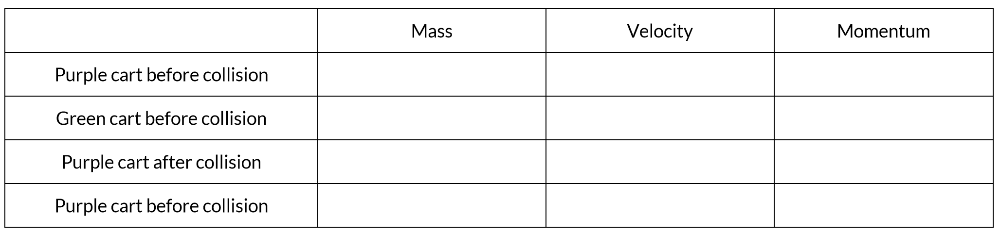 Mass Velocity Momentum
Purple cart before collision
Green cart before collision
Purple cart after collision
Purple cart before collision